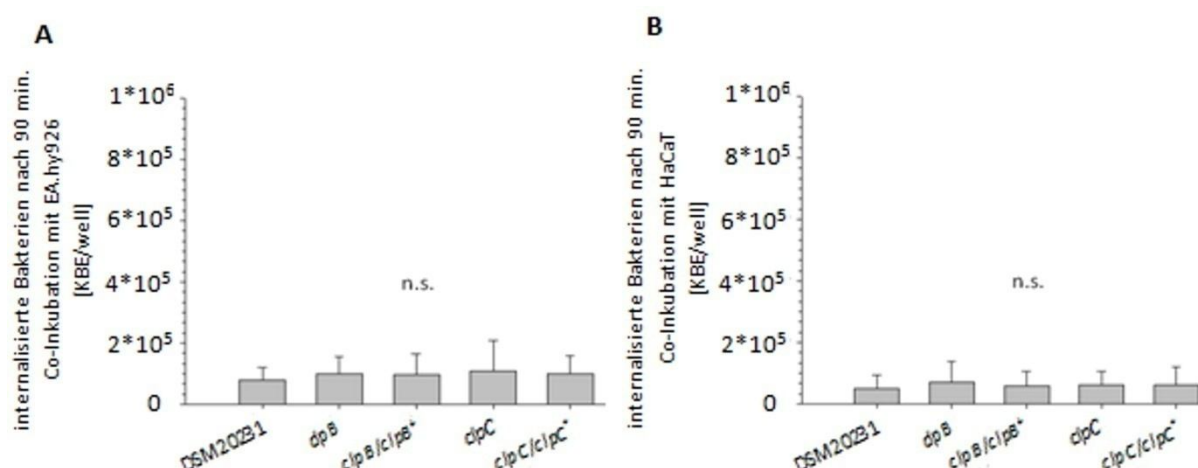 A
internalisierte Bakterien nach 90 min.
Co-Inkubation mit EA.hy926
[KBE/well]
1*10⁶
8*10⁵
6*10⁵
4*10⁵
2*10⁵
0
n.s.
DSM20231
clpB
clpB/clpB⁺
clpC
clpC/clpC⁺
B
internalisierte Bakterien nach 90 min.
Co-Inkubation mit HaCaT
[KBE/well]
1*10⁶
8*10⁵
6*10⁵
4*10⁵
2*10⁵
0
n.s.
DSM20231
clpB
clpB/clpB⁺
clpC
clpC/clpC⁺